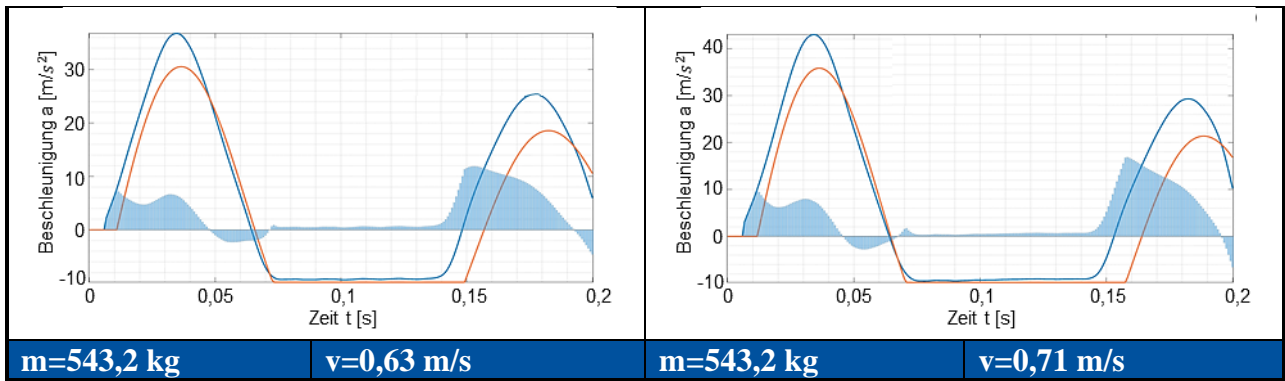 Beschleunigung a [m/s²]
30
20
10
0
-10
0 0,05 0,1 0,15 0,2
Zeit t [s]
Beschleunigung a [m/s²]
40
30
20
10
0
-10
0 0,05 0,1 0,15 0,2
Zeit t [s]
m=543,2 kg v=0,63 m/s m=543,2 kg v=0,71 m/s